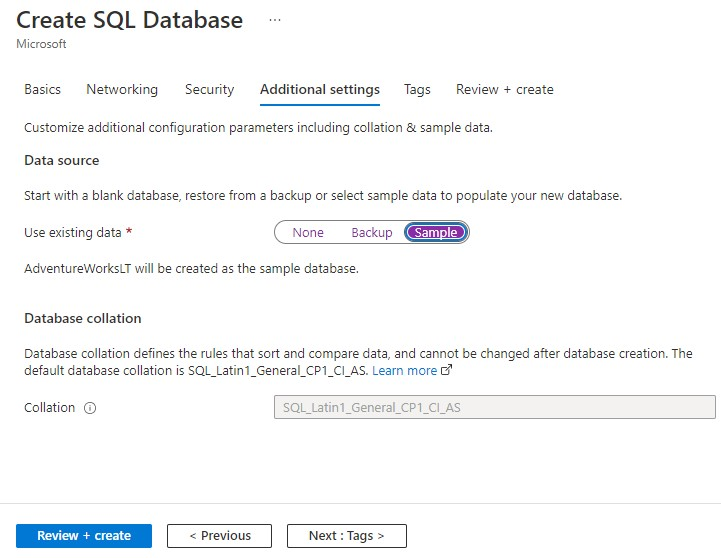 Create SQL Database ...
Microsoft
Basics Networking Security Additional settings Tags Review + create
Customize additional configuration parameters including collation & sample data.
Data source
Start with a blank database, restore from a backup or select sample data to populate your new database.
Use existing data * None Backup Sample
AdventureWorksLT will be created as the sample database.
Database collation
Database collation defines the rules that sort and compare data, and cannot be changed after database creation. The
default database collation is SQL_Latin1_General_CP1_CI_AS. Learn more
Collation SQL_Latin1_General_CP1_CI_AS
Review + create < Previous Next : Tags >